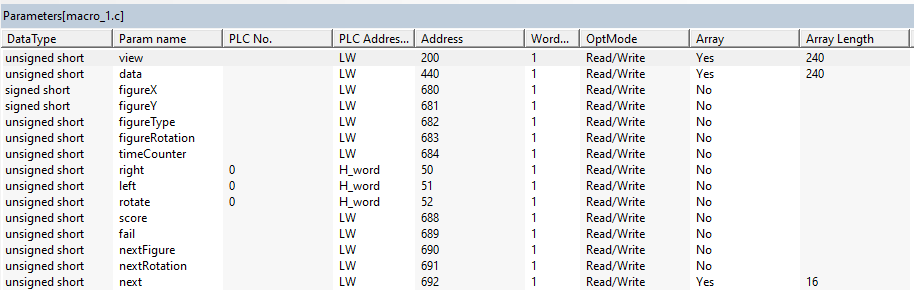 Parameters[macro_1.c]
DataType Param name PLC No. PLC Addres... Address Word... OptMode Array Array Length
unsigned short view LW 200 1 Read/Write Yes 240
unsigned short data LW 440 1 Read/Write Yes 240
signed short figureX LW 680 1 Read/Write No
signed short figureY LW 681 1 Read/Write No
unsigned short figureType LW 682 1 Read/Write No
unsigned short figureRotation LW 683 1 Read/Write No
unsigned short timeCounter LW 684 1 Read/Write No
unsigned short right 0 H_word 50 1 Read/Write No
unsigned short left 0 H_word 51 1 Read/Write No
unsigned short rotate 0 H_word 52 1 Read/Write No
unsigned short score LW 688 1 Read/Write No
unsigned short fail LW 689 1 Read/Write No
unsigned short nextFigure LW 690 1 Read/Write No
unsigned short nextRotation LW 691 1 Read/Write No
unsigned short next LW 692 1 Read/Write Yes 16